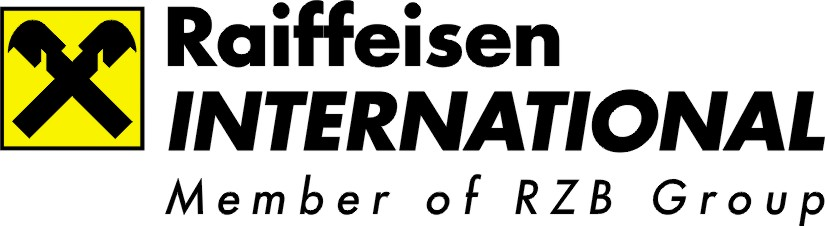 Raiffeisen
INTERNATIONAL
Member of RZB Group